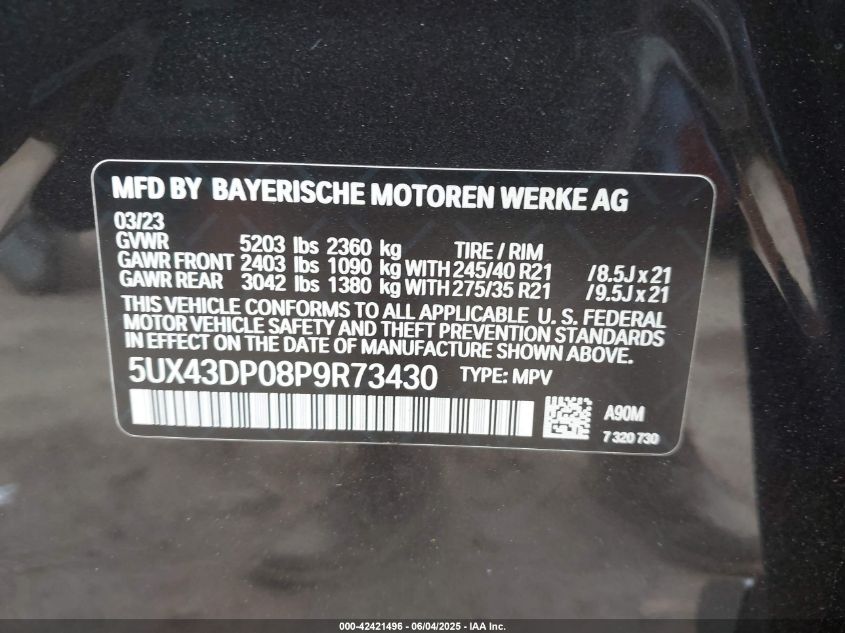 MFD BY BAYERISCHE MOTOREN WERKE AG
03/23
GVWR 5203 lbs 2360 kg TIRE / RIM
GAWR FRONT 2403 lbs 1090 kg WITH 245/40 R21 /8.5J x 21
GAWR REAR 3042 lbs 1380 kg WITH 275/35 R21 /9.5J x 21
THIS VEHICLE CONFORMS TO ALL APPLICABLE U. S. FEDERAL
MOTOR VEHICLE SAFETY AND THEFT PREVENTION STANDARDS
IN EFFECT ON THE DATE OF MANUFACTURE SHOWN ABOVE.
5UX43DP08P9R73430 TYPE: MPV
A90M
7 320 730
000-42421496 - 06/04/2025 - IAA Inc.